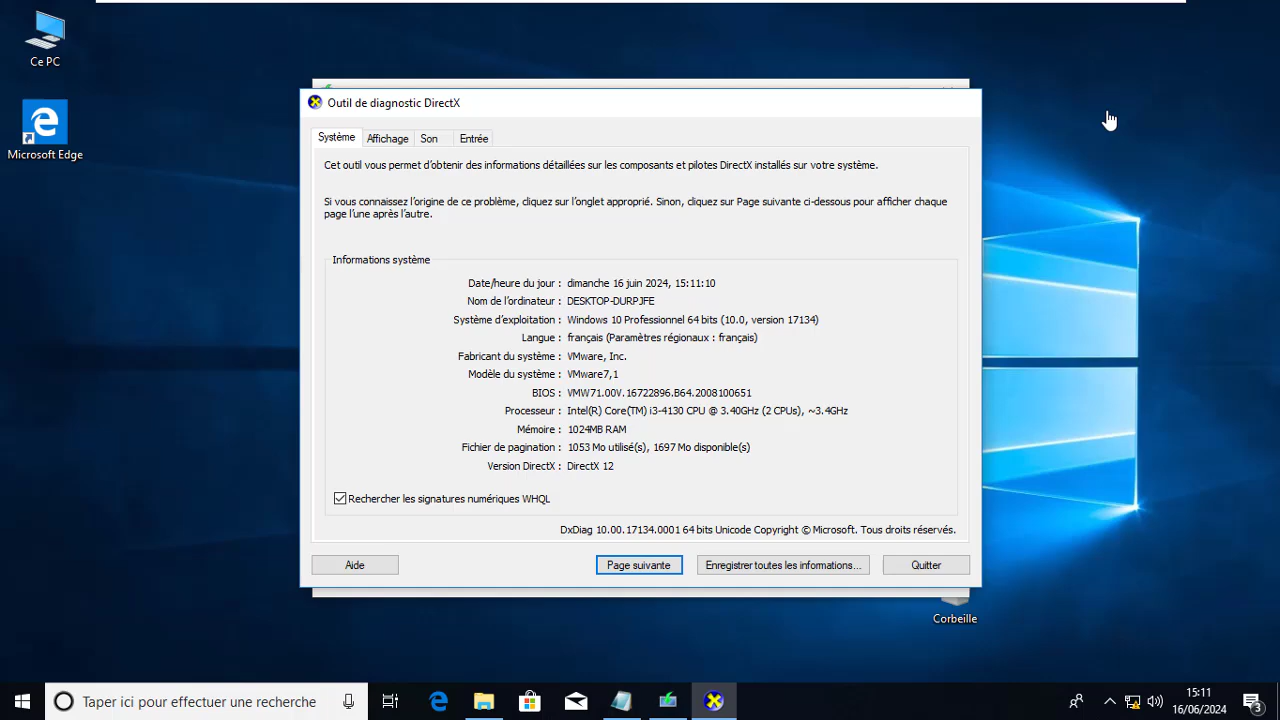 Ce PC
Microsoft Edge
Outil de diagnostic DirectX
Système
Affichage
Son
Entrée
Cet outil vous permet d'obtenir des informations détaillées sur les composants et pilotes DirectX installés sur votre système.
Si vous connaissez l'origine de ce problème, cliquez sur l'onglet approprié. Sinon, cliquez sur Page suivante ci-dessous pour afficher chaque
page l'une après l'autre.
Informations système
Date/heure du jour : dimanche 16 juin 2024, 15:11:10
Nom de l'ordinateur : DESKTOP-DURPJFE
Système d'exploitation : Windows 10 Professionnel 64 bits (10.0, version 17134)
Langue : français (Paramètres régionaux : français)
Fabricant du système : VMware, Inc.
Modèle du système : VMware7,1
BIOS : VMW71.00V.16722896.B64.2008100651
Processeur : Intel(R) Core(TM) i3-4130 CPU @ 3.40GHz (2 CPUs), ~3.4GHz
Mémoire : 1024MB RAM
Fichier de pagination : 1053 Mo utilisé(s), 1697 Mo disponible(s)
Version DirectX : DirectX 12
Rechercher les signatures numériques WHQL
DxDiag 10.00.17134.0001 64 bits Unicode Copyright © Microsoft. Tous droits réservés.
Aide
Page suivante
Enregistrer toutes les informations...
Quitter
Corbeille
Taper ici pour effectuer une recherche
15:11
16/06/2024
3